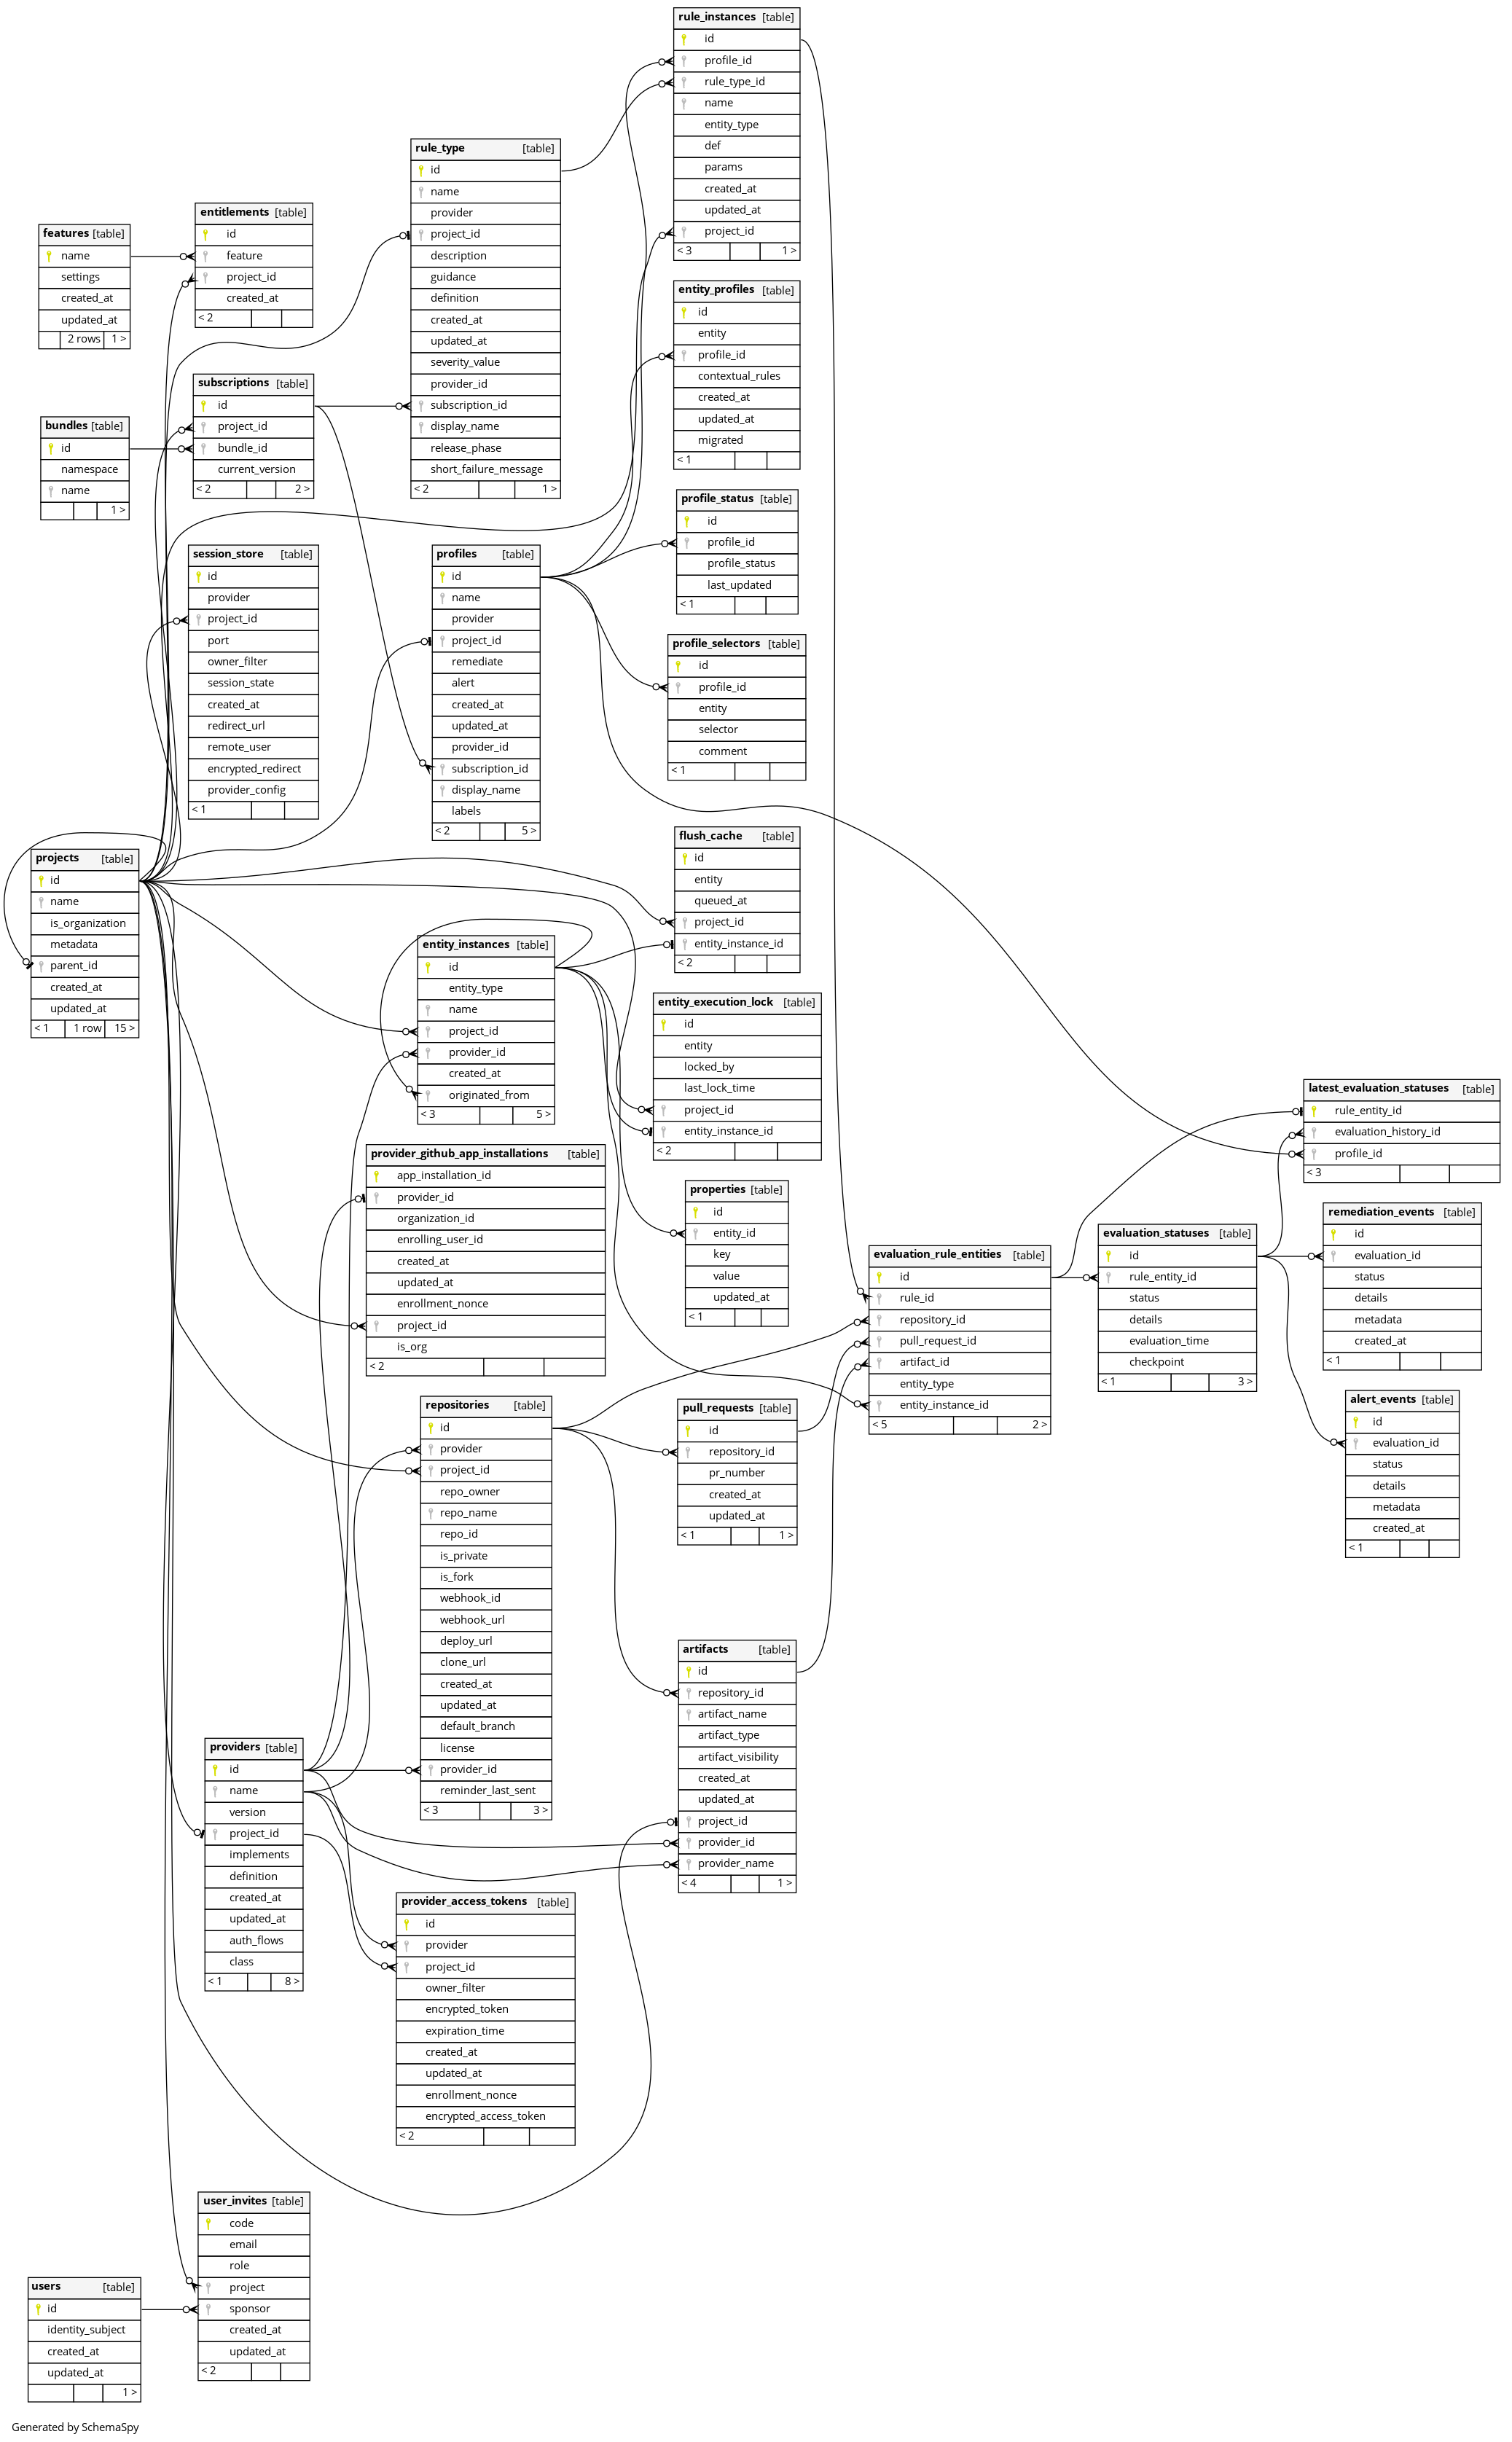 rule_instances [table]
id
profile_id
rule_type_id
name
entity_type
def
params
created_at
updated_at
project_id
< 3 1 >
rule_type [table]
id
name
provider
project_id
description
guidance
definition
created_at
updated_at
severity_value
provider_id
subscription_id
display_name
release_phase
short_failure_message
< 2 1 >
entitlements [table]
id
feature
project_id
created_at
< 2
features [table]
name
settings
created_at
updated_at
2 rows 1 >
entity_profiles [table]
id
entity
profile_id
contextual_rules
created_at
updated_at
migrated
< 1
subscriptions [table]
id
project_id
bundle_id
current_version
< 2 2 >
bundles [table]
id
namespace
name
1 >
profile_status [table]
id
profile_id
profile_status
last_updated
< 1
session_store [table]
id
provider
project_id
port
owner_filter
session_state
created_at
redirect_url
remote_user
encrypted_redirect
provider_config
< 1
profiles [table]
id
name
provider
project_id
remediate
alert
created_at
updated_at
provider_id
subscription_id
display_name
labels
< 2 5 >
profile_selectors [table]
id
profile_id
entity
selector
comment
< 1
flush_cache [table]
id
entity
queued_at
project_id
entity_instance_id
< 2
projects [table]
id
name
is_organization
metadata
parent_id
created_at
updated_at
< 1 1 row 15 >
entity_instances [table]
id
entity_type
name
project_id
provider_id
created_at
originated_from
< 3 5 >
entity_execution_lock [table]
id
entity
locked_by
last_lock_time
project_id
entity_instance_id
< 2
latest_evaluation_statuses [table]
rule_entity_id
evaluation_history_id
profile_id
< 3
provider_github_app_installations [table]
app_installation_id
provider_id
organization_id
enrolling_user_id
created_at
updated_at
enrollment_nonce
project_id
is_org
< 2
properties [table]
id
entity_id
key
value
updated_at
< 1
remediation_events [table]
id
evaluation_id
status
details
metadata
created_at
< 1
evaluation_statuses [table]
id
rule_entity_id
status
details
evaluation_time
checkpoint
< 1 3 >
evaluation_rule_entities [table]
id
rule_id
repository_id
pull_request_id
artifact_id
entity_type
entity_instance_id
< 5 2 >
alert_events [table]
id
evaluation_id
status
details
metadata
created_at
< 1
repositories [table]
id
provider
project_id
repo_owner
repo_name
repo_id
is_private
is_fork
webhook_id
webhook_url
deploy_url
clone_url
created_at
updated_at
default_branch
license
provider_id
reminder_last_sent
< 3 3 >
pull_requests [table]
id
repository_id
pr_number
created_at
updated_at
< 1 1 >
artifacts [table]
id
repository_id
artifact_name
artifact_type
artifact_visibility
created_at
updated_at
project_id
provider_id
provider_name
< 4 1 >
providers [table]
id
name
version
project_id
implements
definition
created_at
updated_at
auth_flows
class
< 1 8 >
provider_access_tokens [table]
id
provider
project_id
owner_filter
encrypted_token
expiration_time
created_at
updated_at
enrollment_nonce
encrypted_access_token
< 2
user_invites [table]
code
email
role
project
sponsor
created_at
updated_at
< 2
users [table]
id
identity_subject
created_at
updated_at
1 >
Generated by SchemaSpy